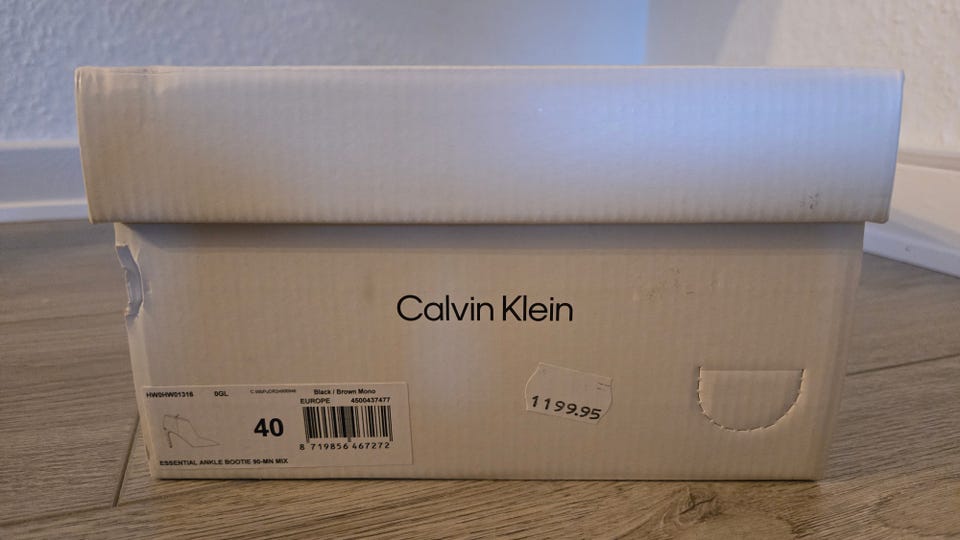 Calvin Klein
1199.95
HW0HW01316 0GL Black / Brown Mono
EUROPE 4500437477
40
8 719856 467272
ESSENTIAL ANKLE BOOTIE 90-MN MIX